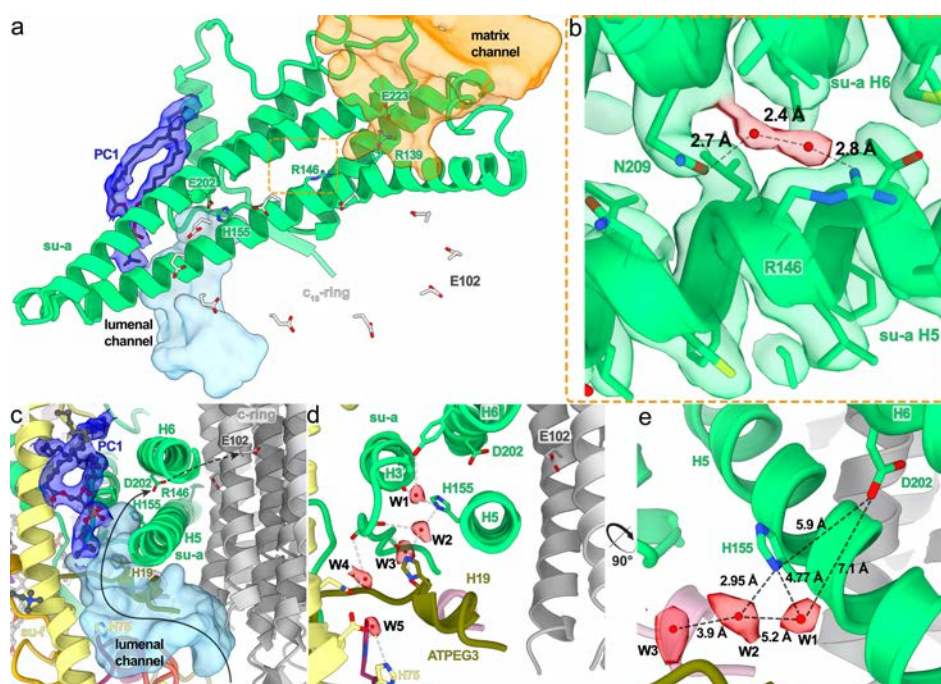 a
matrix
channel
E223
PC1
R139
R146
E202
H155
su-a
lumenal
channel
c₁₀-ring
E102
b
su-a H6
2.4 Å
2.7 Å
2.8 Å
N209
R146
su-a H5
c
PC1
c-ring
H6
E102
D202
R146
H155
H5
su-a
H19
su-f
H75
lumenal
channel
d
su-a
H6
E102
D202
H3
W1
H155
W2
H5
W3
W4
H19
W5
ATPEG3
H75
90°
e
H6
H5
D202
5.9 Å
H155
2.95 Å
4.77 Å
7.1 Å
3.9 Å
5.2 Å
W1
W3
W2